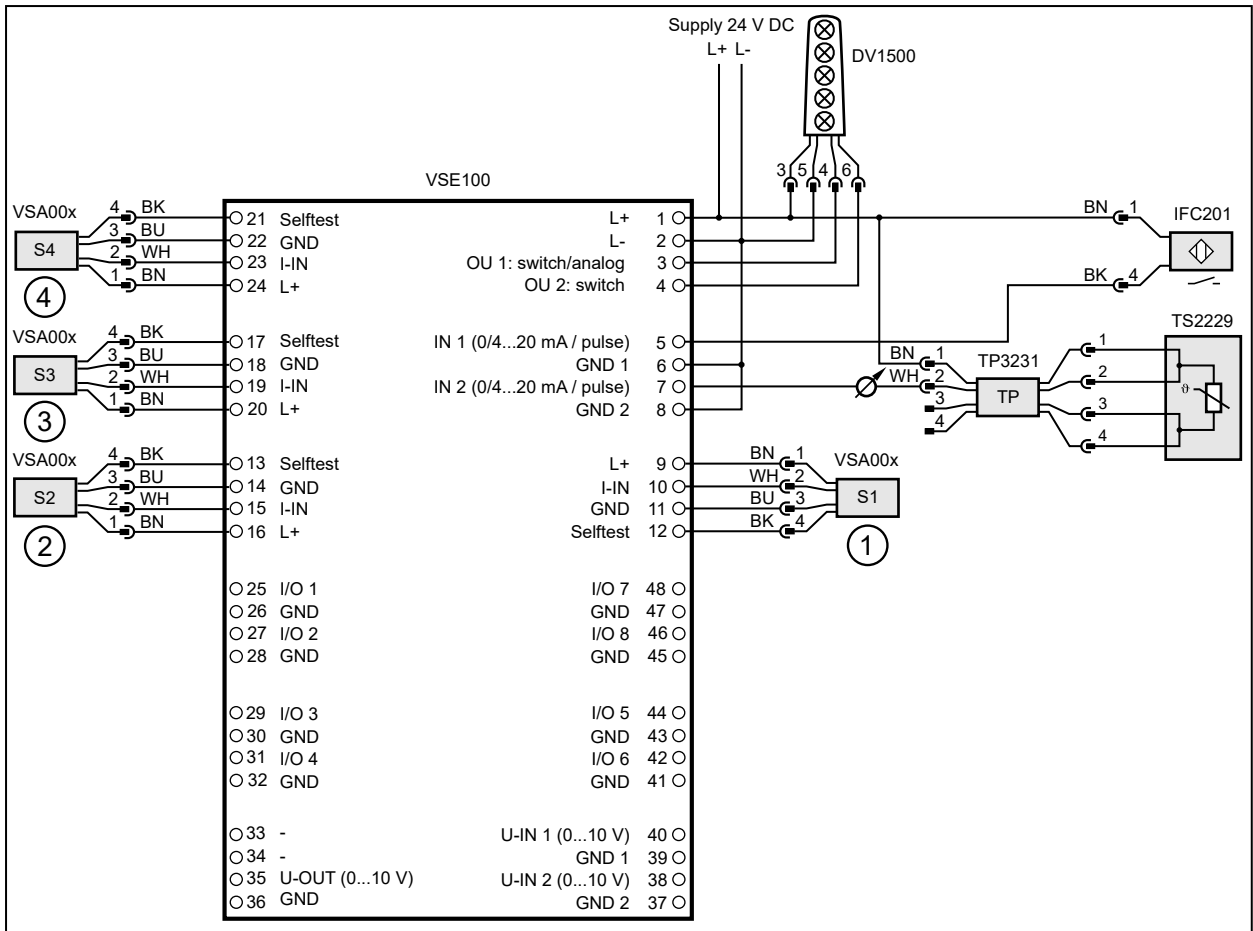 Supply 24 V DC
L+ L-
DV1500
3 5 4 6
VSE100
VSA00x
S4
4
4 BK
3 BU
2 WH
1 BN
21 Selftest
22 GND
23 I-IN
24 L+
VSA00x
S3
3
4 BK
3 BU
2 WH
1 BN
17 Selftest
18 GND
19 I-IN
20 L+
VSA00x
S2
2
4 BK
3 BU
2 WH
1 BN
13 Selftest
14 GND
15 I-IN
16 L+
25 I/O 1
26 GND
27 I/O 2
28 GND
29 I/O 3
30 GND
31 I/O 4
32 GND
33 -
34 -
35 U-OUT (0...10 V)
36 GND
L+ 1
L- 2
OU 1: switch/analog 3
OU 2: switch 4
IN 1 (0/4...20 mA / pulse) 5
GND 1 6
IN 2 (0/4...20 mA / pulse) 7
GND 2 8
L+ 9
I-IN 10
GND 11
Selftest 12
I/O 7 48
GND 47
I/O 8 46
GND 45
I/O 5 44
GND 43
I/O 6 42
GND 41
U-IN 1 (0...10 V) 40
GND 1 39
U-IN 2 (0...10 V) 38
GND 2 37
BN 1
IFC201
BK 4
BN 1
WH 2
3
4
TP3231
TP
TS2229
1
2
3
4
ϑ
BN 1
WH 2
BU 3
BK 4
VSA00x
S1
1